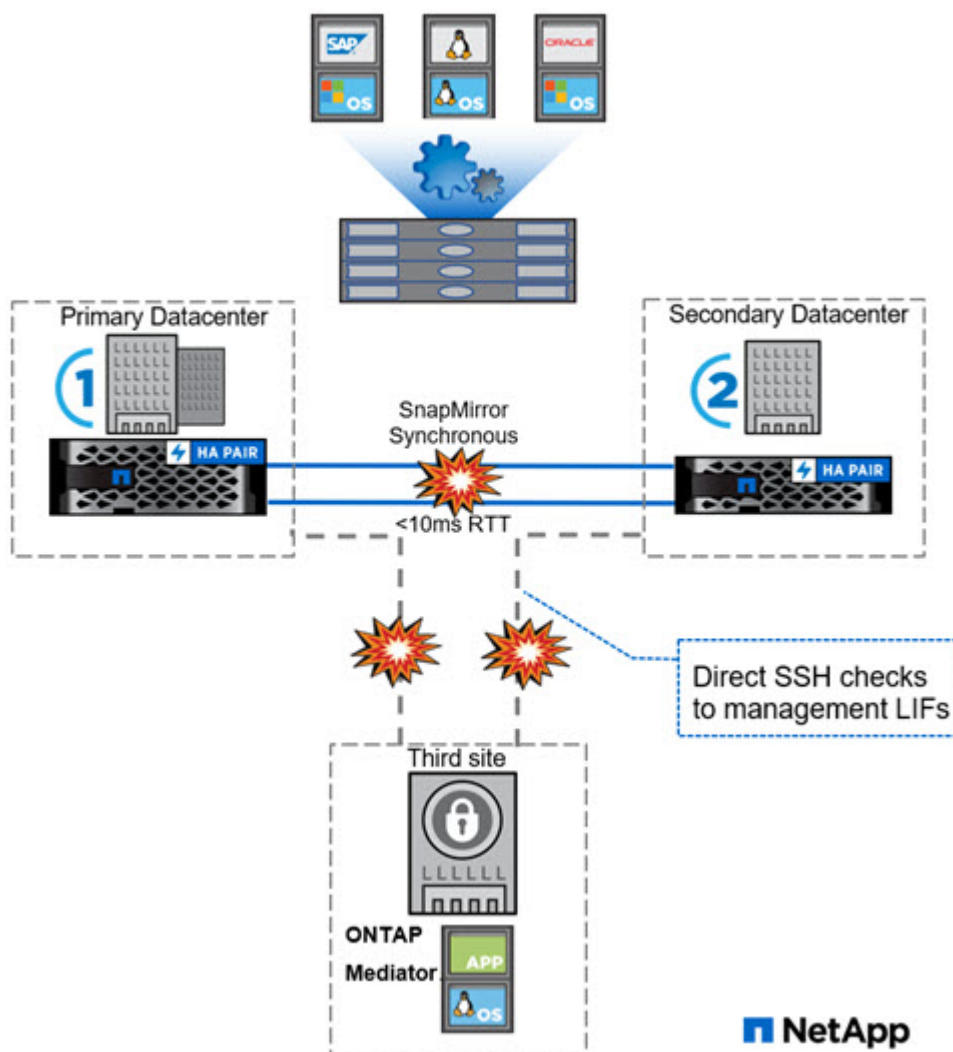 SAP
ORACLE
OS
OS
OS
Primary Datacenter
Secondary Datacenter
1
2
SnapMirror
Synchronous
HA PAIR
HA PAIR
<10ms RTT
Direct SSH checks
to management LIFs
Third site
ONTAP
Mediator
APP
OS
NetApp